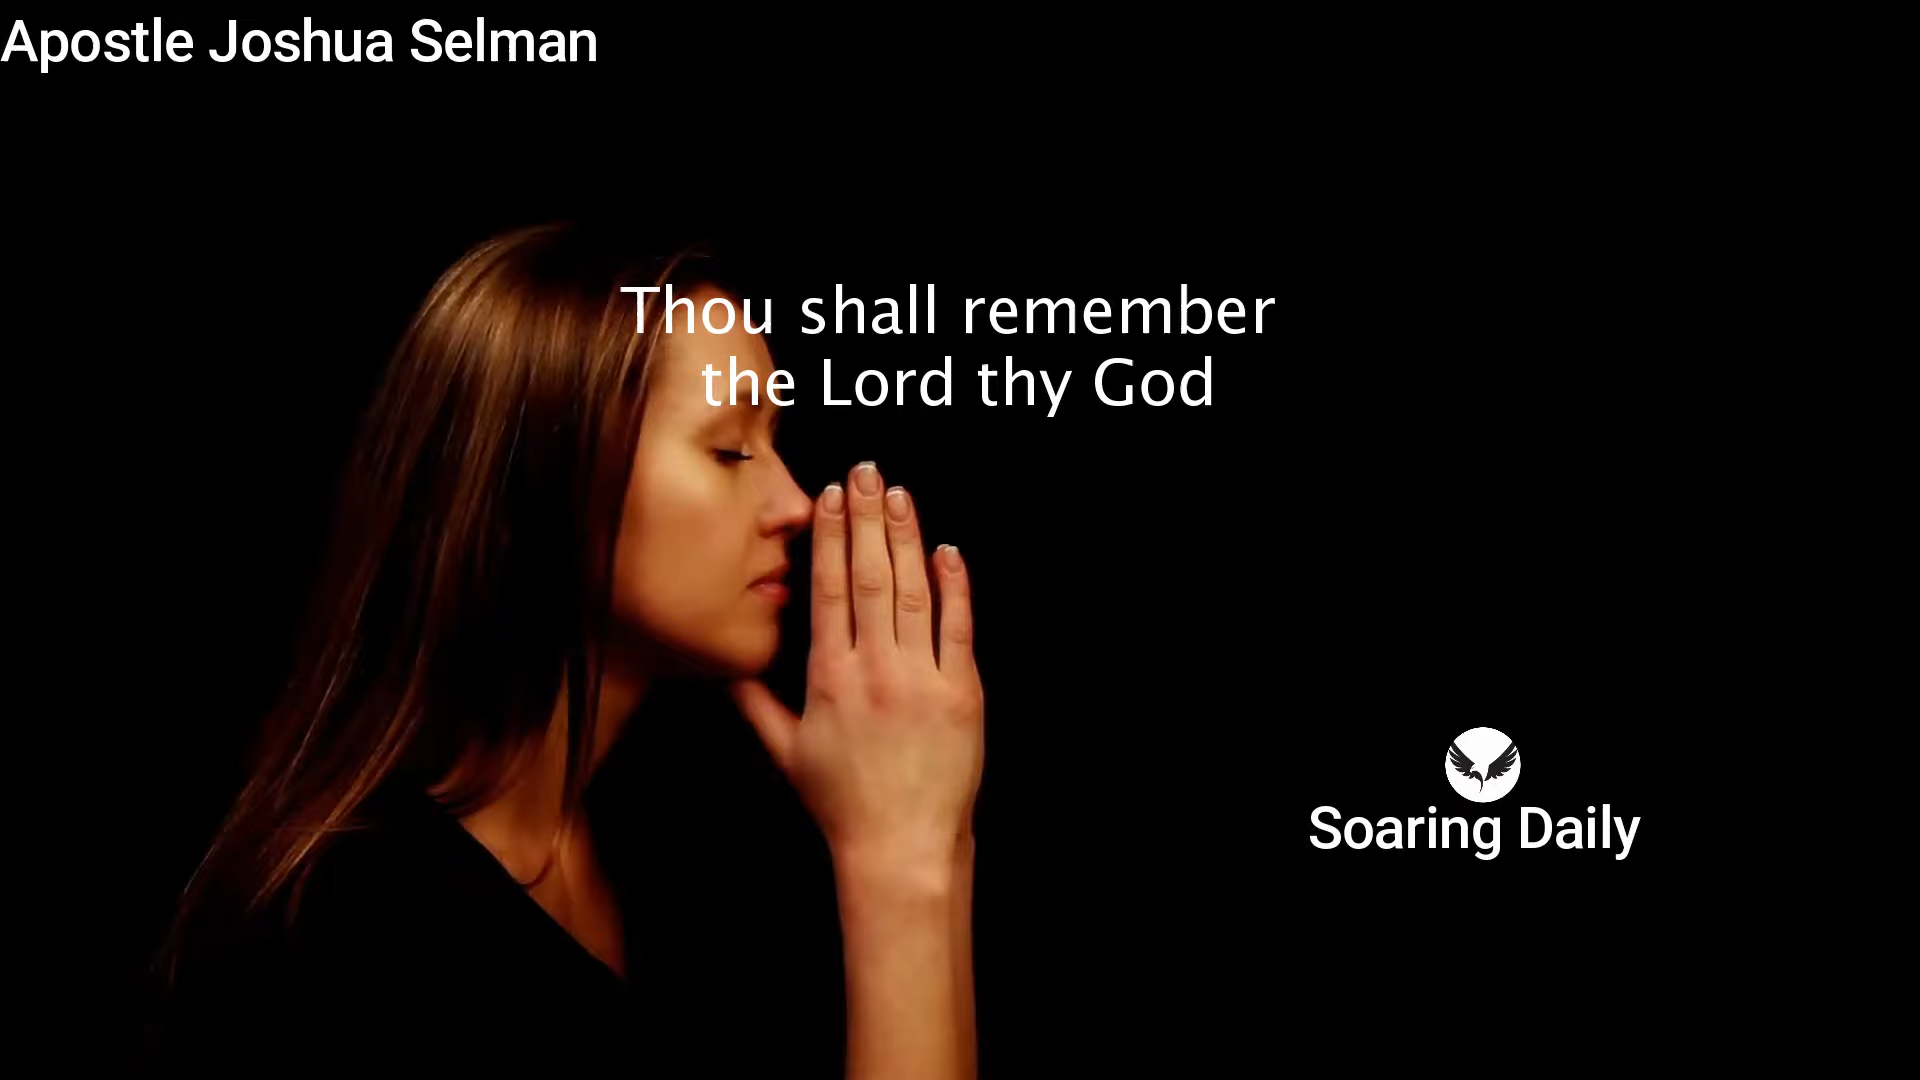 Apostle Joshua Selman
Thou shall remember
the Lord thy God
Soaring Daily